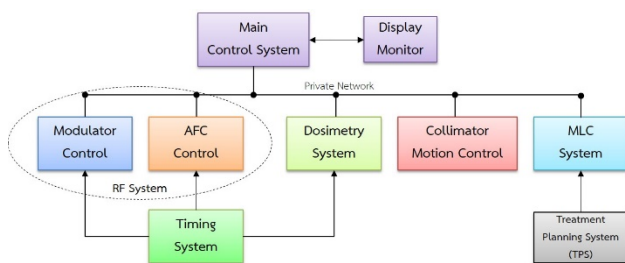 Main
Control System
Display
Monitor
Private Network
Modulator
Control
AFC
Control
Dosimetry
System
Collimator
Motion Control
MLC
System
RF System
Timing
System
Treatment
Planning System
(TPS)